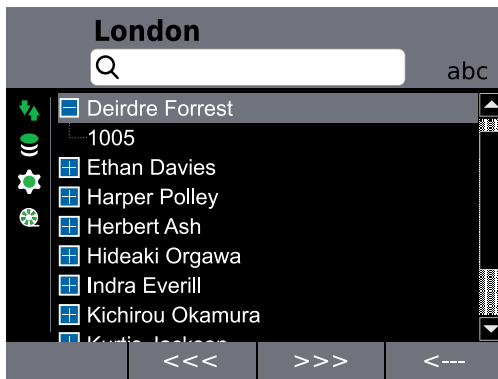 London
abc
Deirdre Forrest
1005
Ethan Davies
Harper Polley
Herbert Ash
Hideaki Orgawa
Indra Everill
Kichirou Okamura
<<< >>> <---